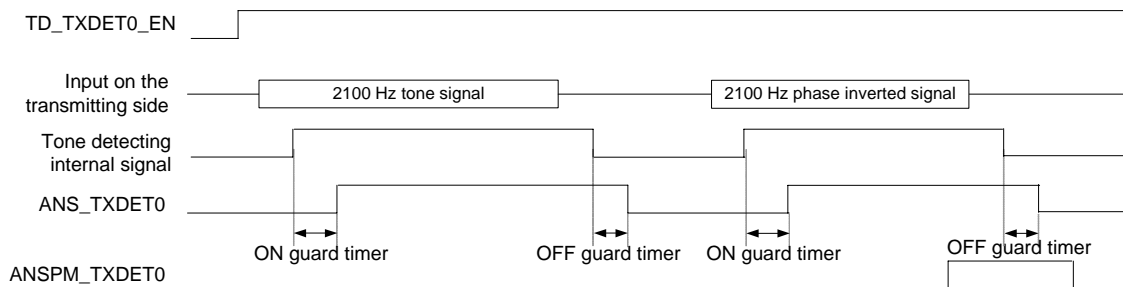 TD_TXDET0_EN
Input on the
transmitting side
2100 Hz tone signal
2100 Hz phase inverted signal
Tone detecting
internal signal
ANS_TXDET0
ON guard timer
OFF guard timer
ON guard timer
OFF guard timer
ANSPM_TXDET0